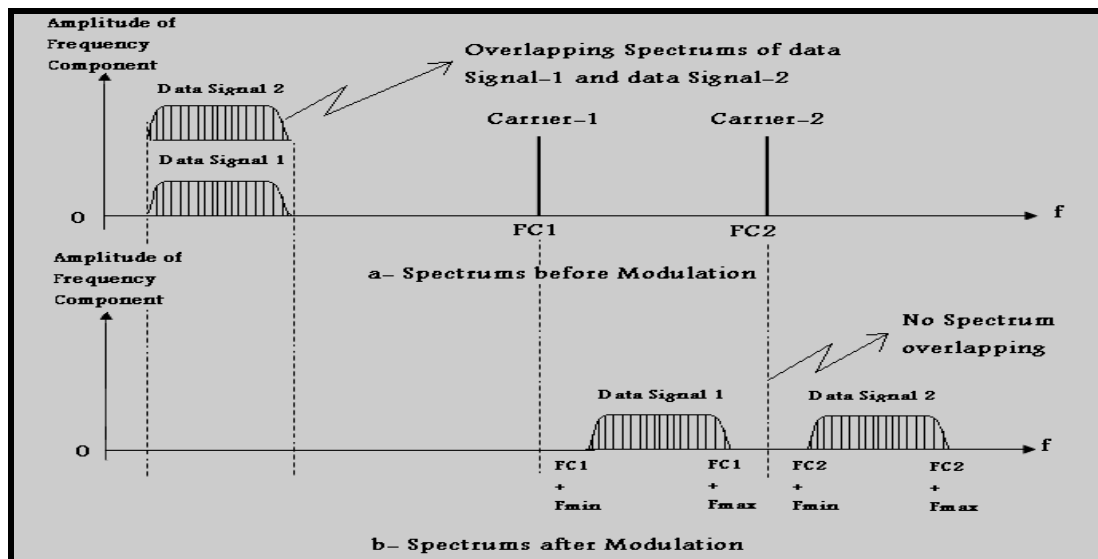 Amplitude of
Frequency
Component
Overlapping Spectrums of data
Signal-1 and data Signal-2
Data Signal 2
Carrier-1
Carrier-2
Data Signal 1
0
f
FC1
FC2
a- Spectrums before Modulation
Amplitude of
Frequency
Component
No Spectrum
overlapping
Data Signal 1
Data Signal 2
0
f
FC1
+
Fmin
FC1
+
Fmax
FC2
+
Fmin
FC2
+
Fmax
b- Spectrums after Modulation